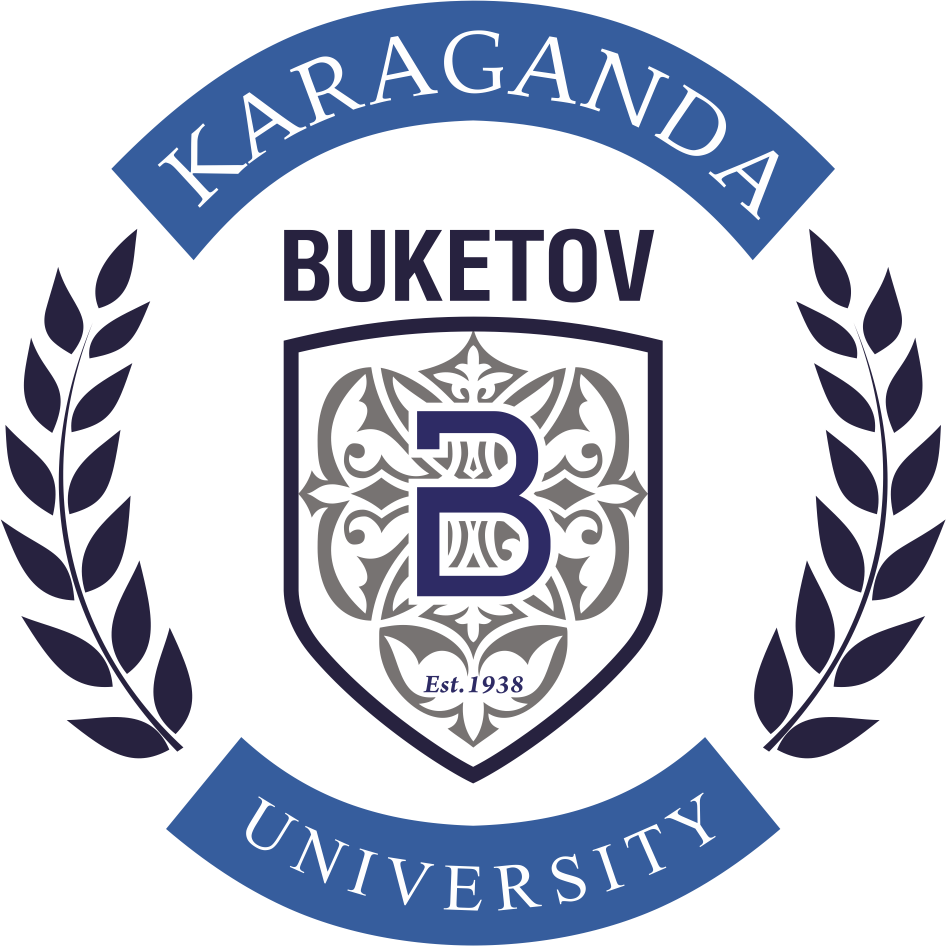 KARAGANDA
BUKETOV
B
Est. 1938
UNIVERSITY